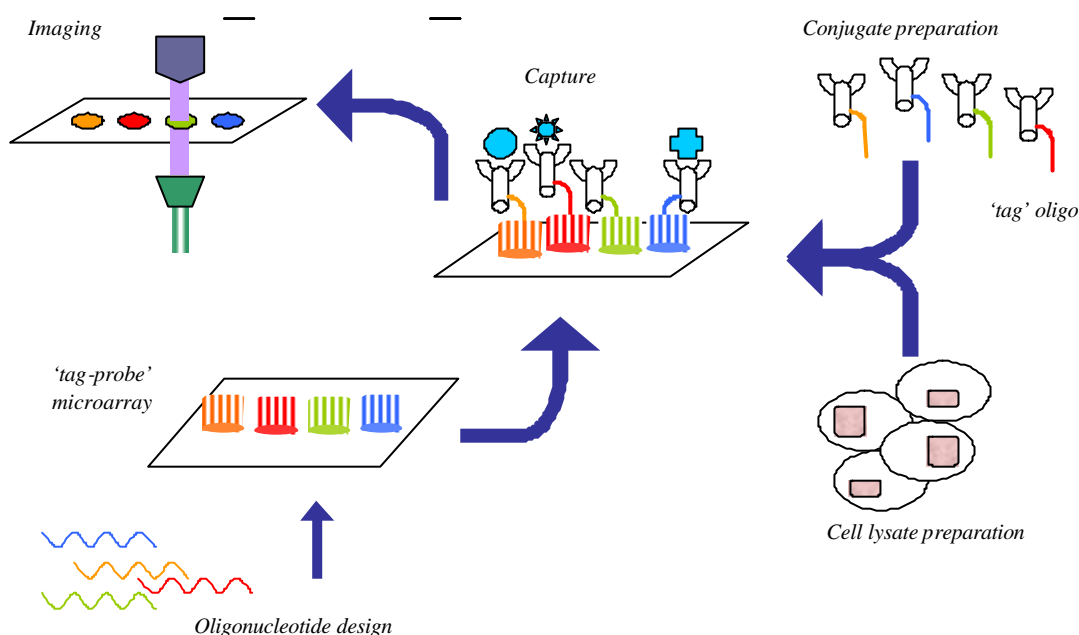 Imaging
Conjugate preparation
Capture
‘tag’ oligo
‘tag-probe’
microarray
Cell lysate preparation
Oligonucleotide design